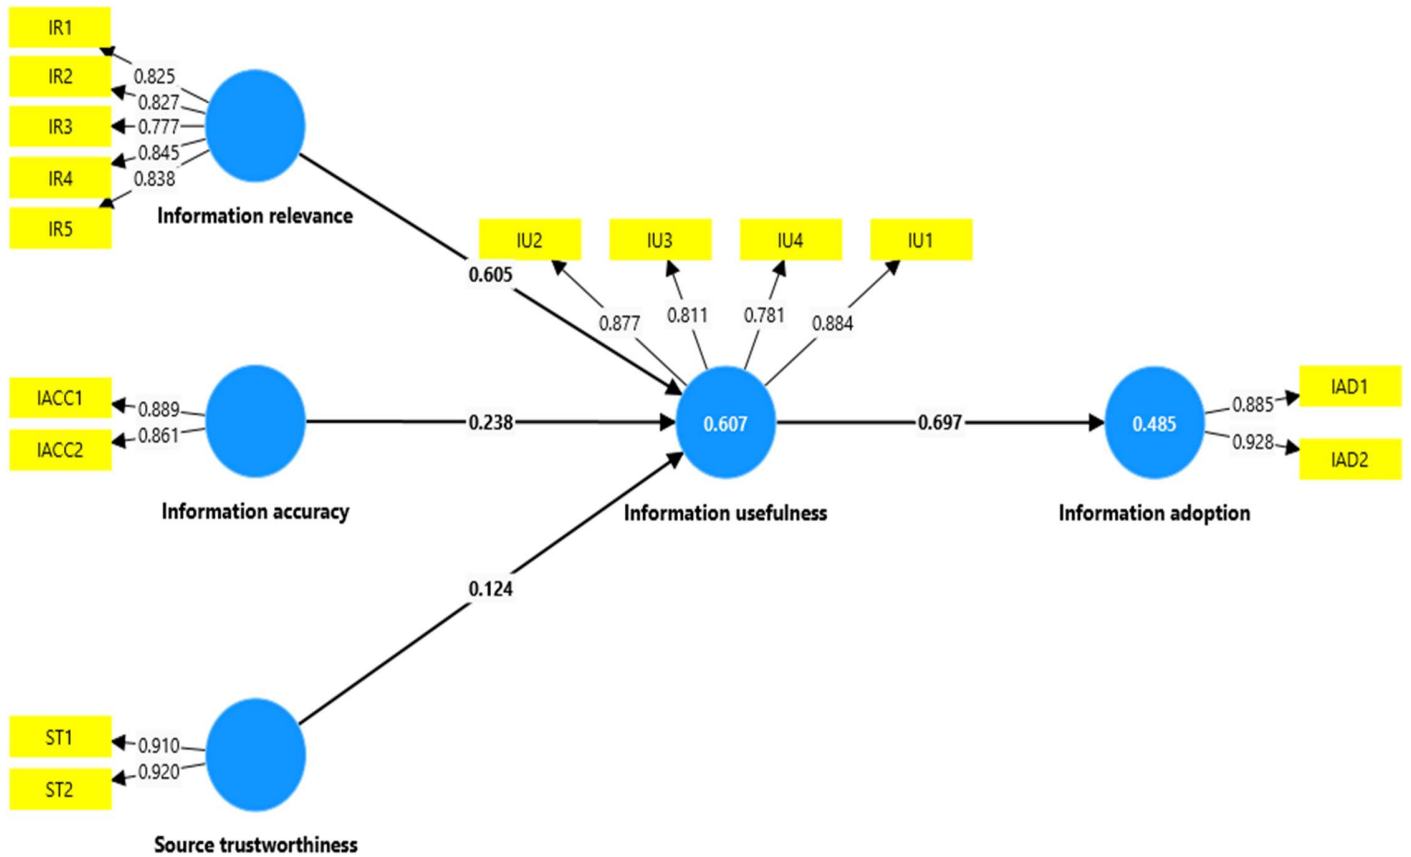 IR1
IR2
IR3
IR4
IR5
0.825
0.827
0.777
0.845
0.838
Information relevance
0.605
IU2
IU3
IU4
IU1
0.877
0.811
0.781
0.884
IACC1
IACC2
0.889
0.861
Information accuracy
0.238
0.607
Information usefulness
0.697
0.485
Information adoption
0.885
0.928
IAD1
IAD2
0.124
ST1
ST2
0.910
0.920
Source trustworthiness